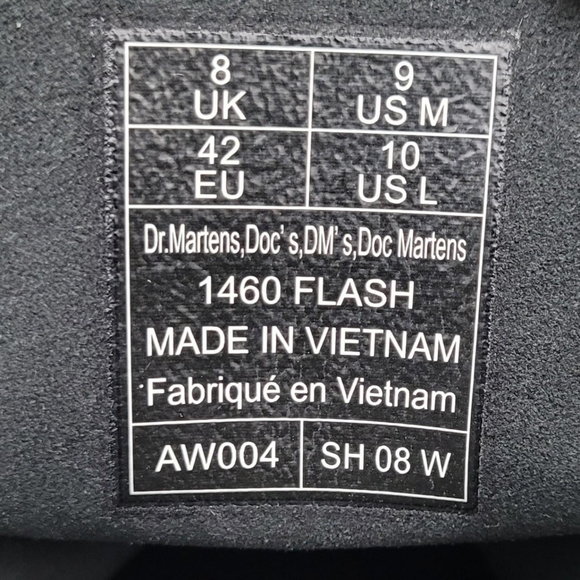 8 UK
9 US M
42 EU
10 US L
Dr.Martens,Doc's,DM's,Doc Martens
1460 FLASH
MADE IN VIETNAM
Fabriqué en Vietnam
AW004
SH 08 W